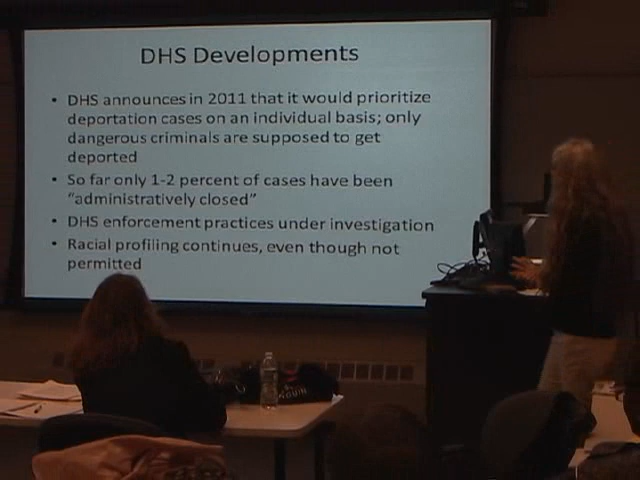 DHS Developments
• DHS announces in 2011 that it would prioritize
deportation cases on an individual basis; only
dangerous criminals are supposed to get
deported
• So far only 1-2 percent of cases have been
“administratively closed”
• DHS enforcement practices under investigation
• Racial profiling continues, even though not
permitted